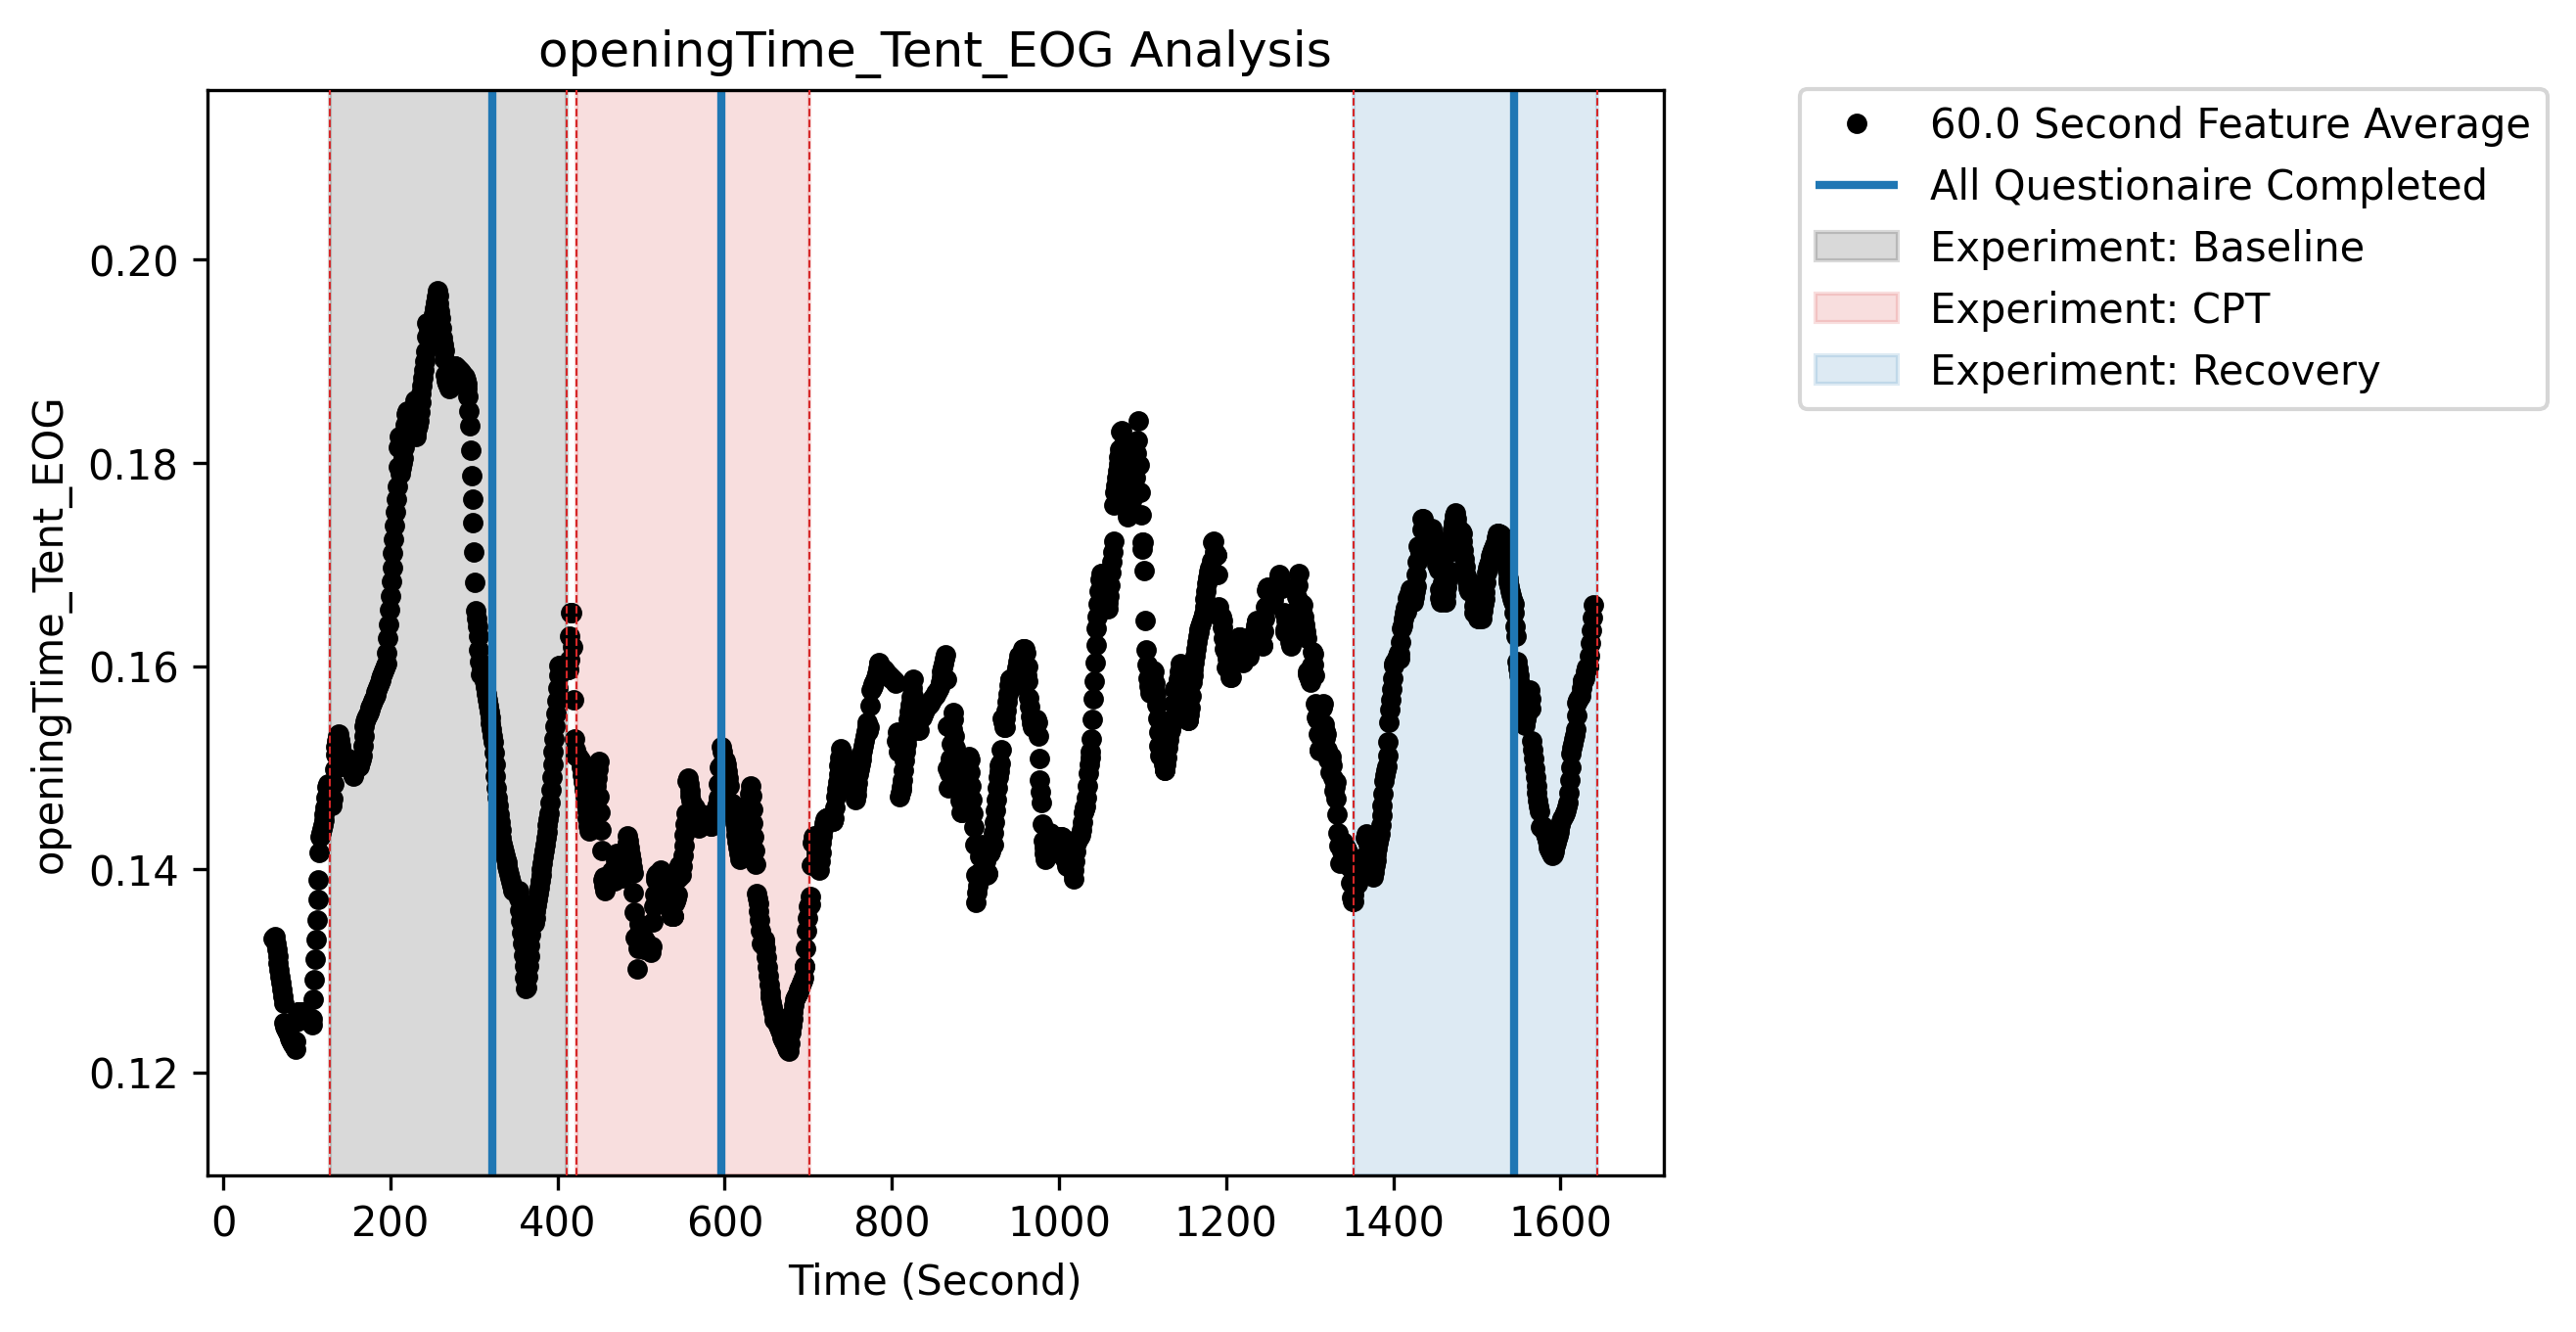 openingTime_Tent_EOG Analysis
openingTime_Tent_EOG
0.20
0.18
0.16
0.14
0.12
0 200 400 600 800 1000 1200 1400 1600
Time (Second)
60.0 Second Feature Average
All Questionaire Completed
Experiment: Baseline
Experiment: CPT
Experiment: Recovery